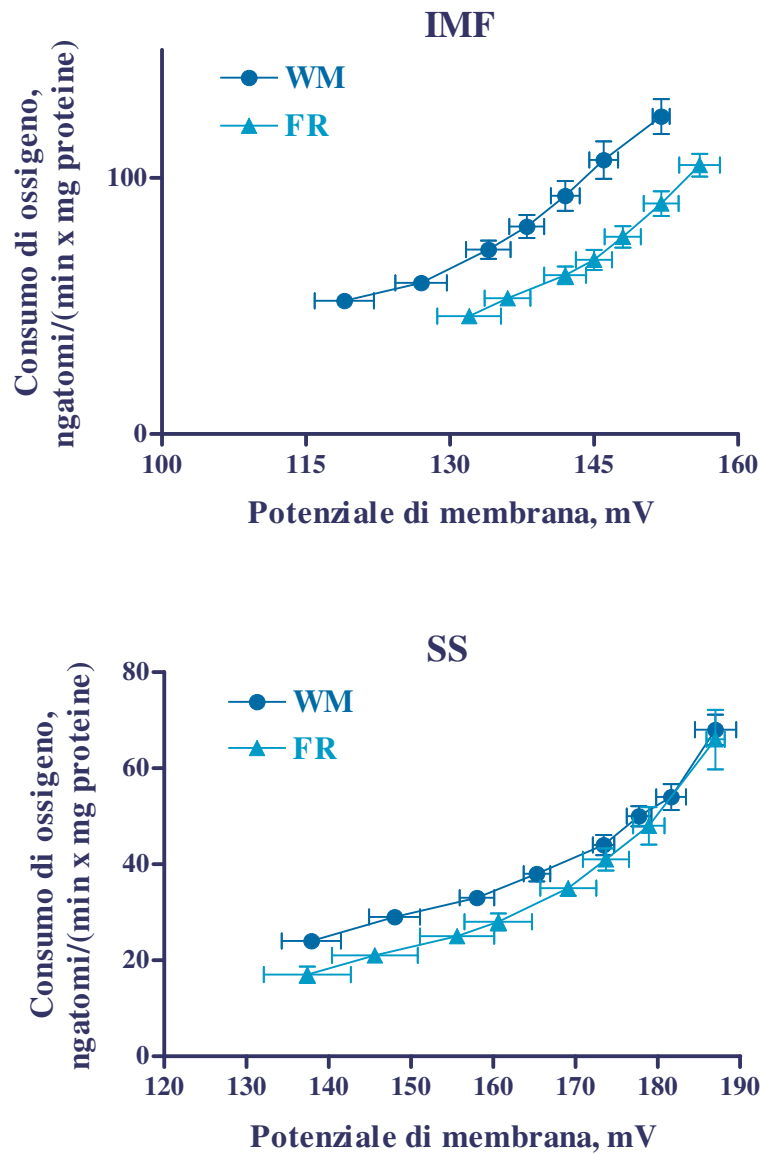 IMF
WM
FR
Consumo di ossigeno,
ngatomi/(min x mg proteine)
100
0
100 115 130 145 160
Potenziale di membrana, mV
SS
WM
FR
Consumo di ossigeno,
ngatomi/(min x mg proteine)
80
60
40
20
0
120 130 140 150 160 170 180 190
Potenziale di membrana, mV